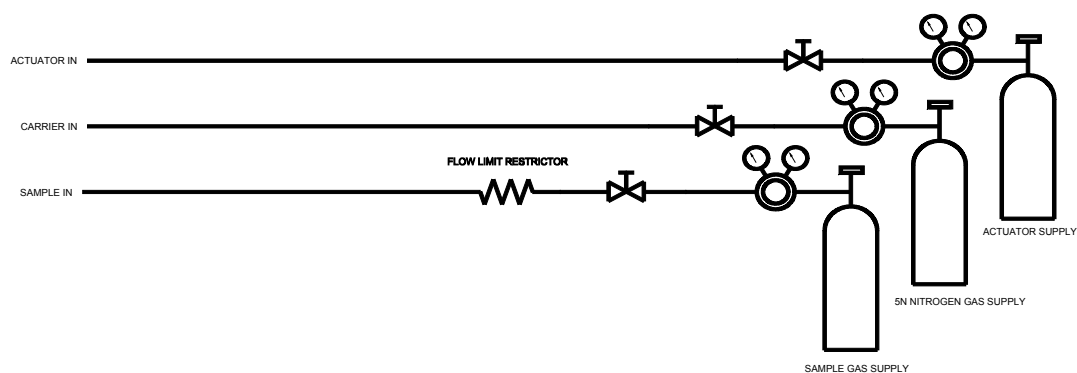 ACTUATOR IN
CARRIER IN
FLOW LIMIT RESTRICTOR
SAMPLE IN
ACTUATOR SUPPLY
5N NITROGEN GAS SUPPLY
SAMPLE GAS SUPPLY